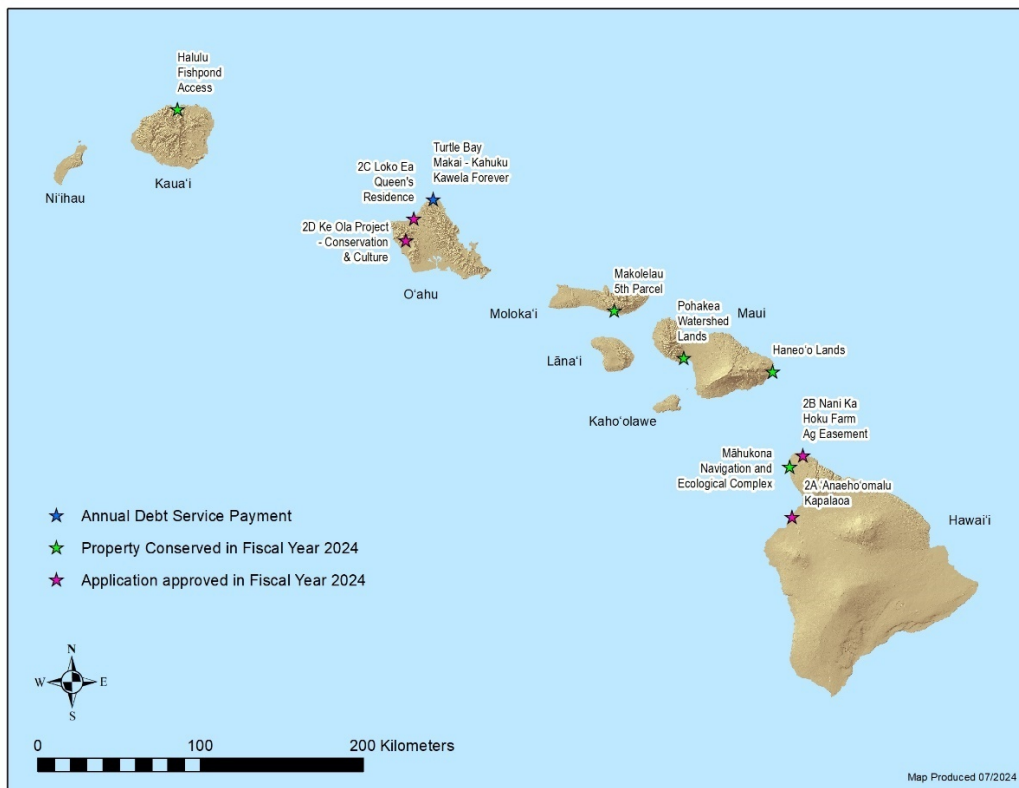 Halulu
Fishpond
Access
Ni'ihau
Kaua'i
2C Loko Ea
Queen's
Residence
Turtle Bay
Makai - Kahuku
Kawela Forever
2D Ke Ola Project
- Conservation
& Culture
O'ahu
Makolelau
5th Parcel
Moloka'i
Pohakea
Watershed
Lands
Maui
Lāna'i
Haneo'o Lands
Kaho'olawe
2B Nani Ka
Hoku Farm
Ag Easement
Māhukona
Navigation and
Ecological Complex
2A 'Anaeho'omalu
Kapalaoa
Hawai'i
Annual Debt Service Payment
Property Conserved in Fiscal Year 2024
Application approved in Fiscal Year 2024
N
W E
S
0 100 200 Kilometers
Map Produced 07/2024